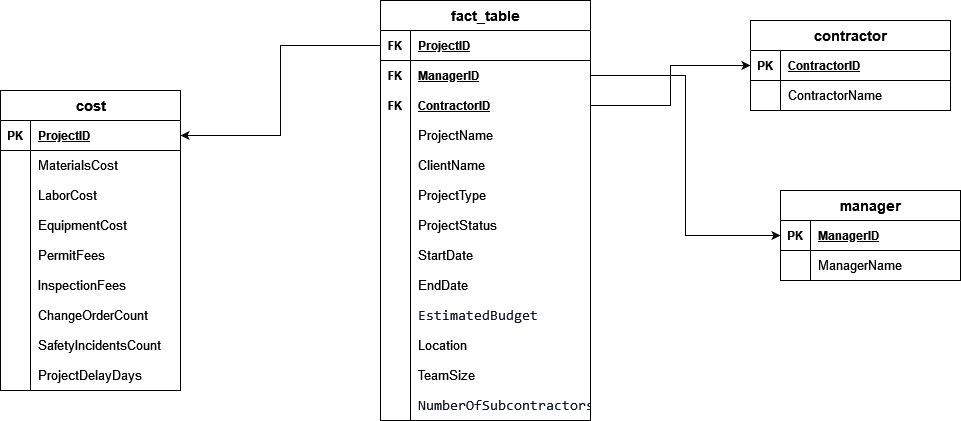 fact_table
FK ProjectID
FK ManagerID
FK ContractorID
ProjectName
ClientName
ProjectType
ProjectStatus
StartDate
EndDate
EstimatedBudget
Location
TeamSize
NumberOfSubcontractors
contractor
PK ContractorID
ContractorName
cost
PK ProjectID
MaterialsCost
LaborCost
EquipmentCost
PermitFees
InspectionFees
ChangeOrderCount
SafetyIncidentsCount
ProjectDelayDays
manager
PK ManagerID
ManagerName